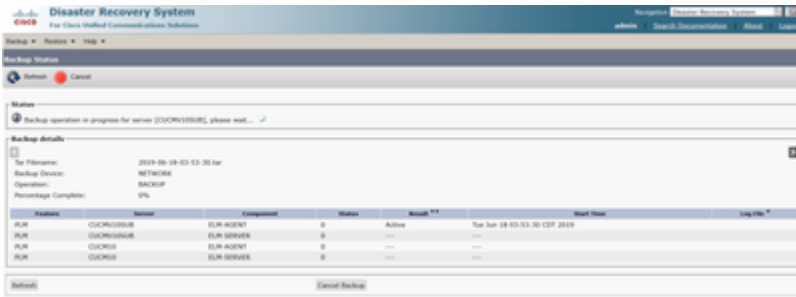 cisco
Disaster Recovery System
For Cisco Unified Communications Solutions
Navigation Disaster Recovery System
admin Search Documentation About Logout
Backup Restore Help
Backup Status
Refresh Cancel
Status
Backup operation in progress for server [CUCMV10SUB], please wait...
Backup details
Tar Filename: 2019-06-18-03-53-30.tar
Backup Device: NETWORK
Operation: BACKUP
Percentage Complete: 0%
Feature Server Component Status Result ** Start Time Log File *
PLM CUCMV10SUB ELM-AGENT 0 Active Tue Jun 18 03:53:30 CDT 2019
PLM CUCMV10SUB ELM-SERVER 0 --- ---
PLM CUCM10 ELM-AGENT 0 --- ---
PLM CUCM10 ELM-SERVER 0 --- ---
Refresh Cancel Backup